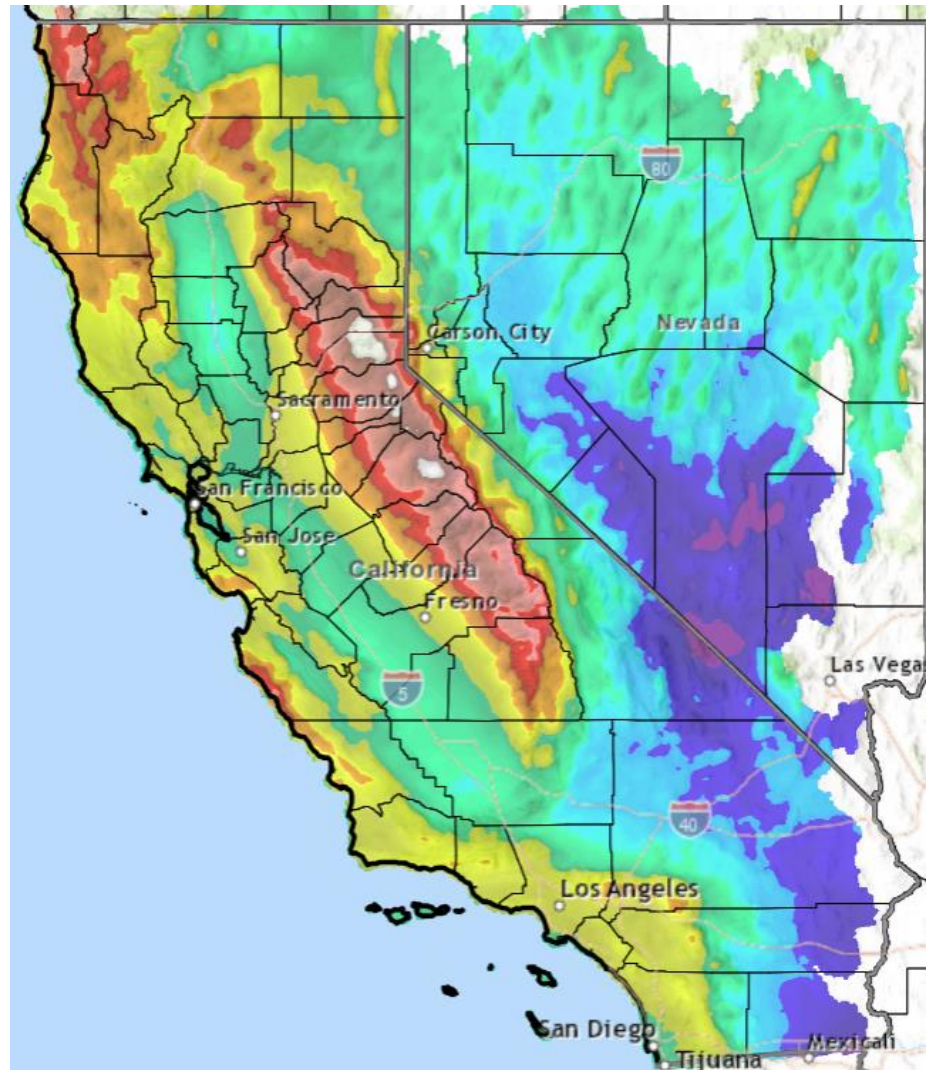 80
Nevada
Carson City
Sacramento
San Francisco
San Jose
California
Fresno
5
Las Vegas
40
Los Angeles
San Diego
Mexicali
Tijuana